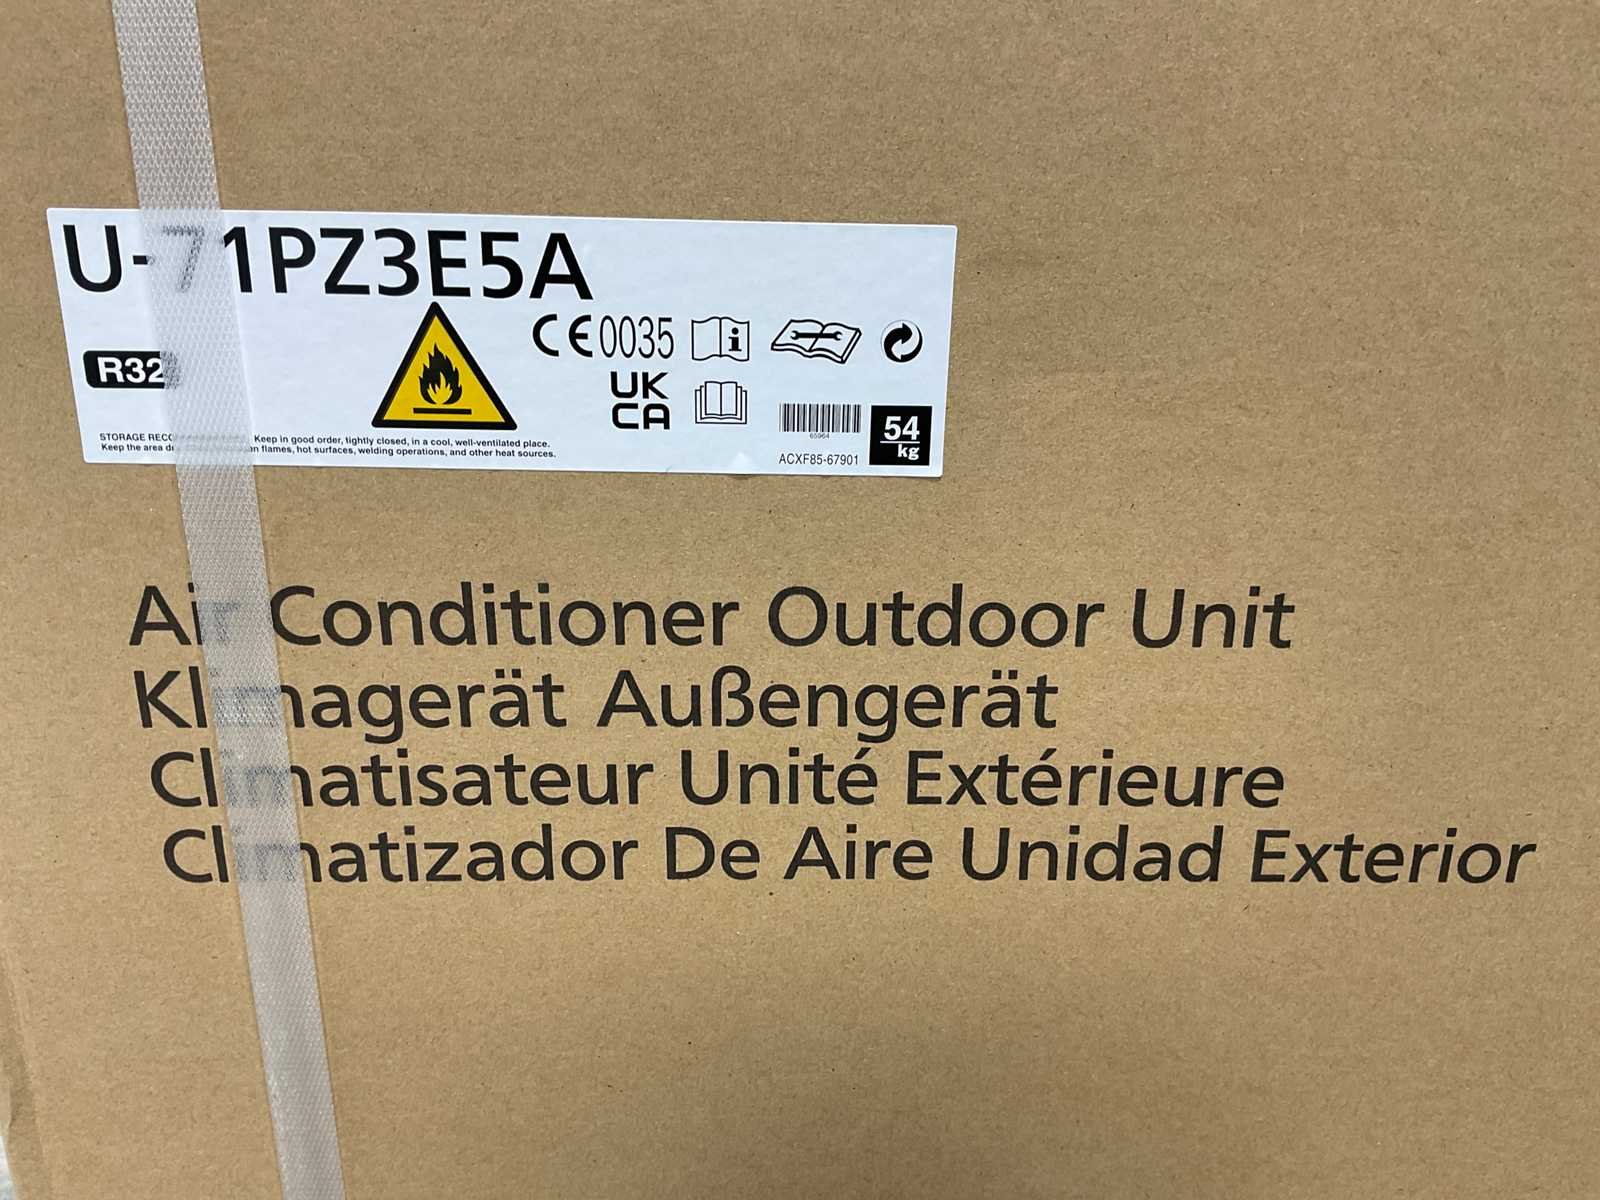 U-71PZ3E5A
R32
CE0035
i
UK
CA
65964
54
kg
ACXF85-67901
STORAGE Keep in good order, tightly closed, in a cool, well-ventilated place.
Keep the area flames, hot surfaces, welding operations, and other heat sources.
Air Conditioner Outdoor Unit
Klimagerät Außengerät
Climatisateur Unité Extérieure
Climatizador De Aire Unidad Exterior